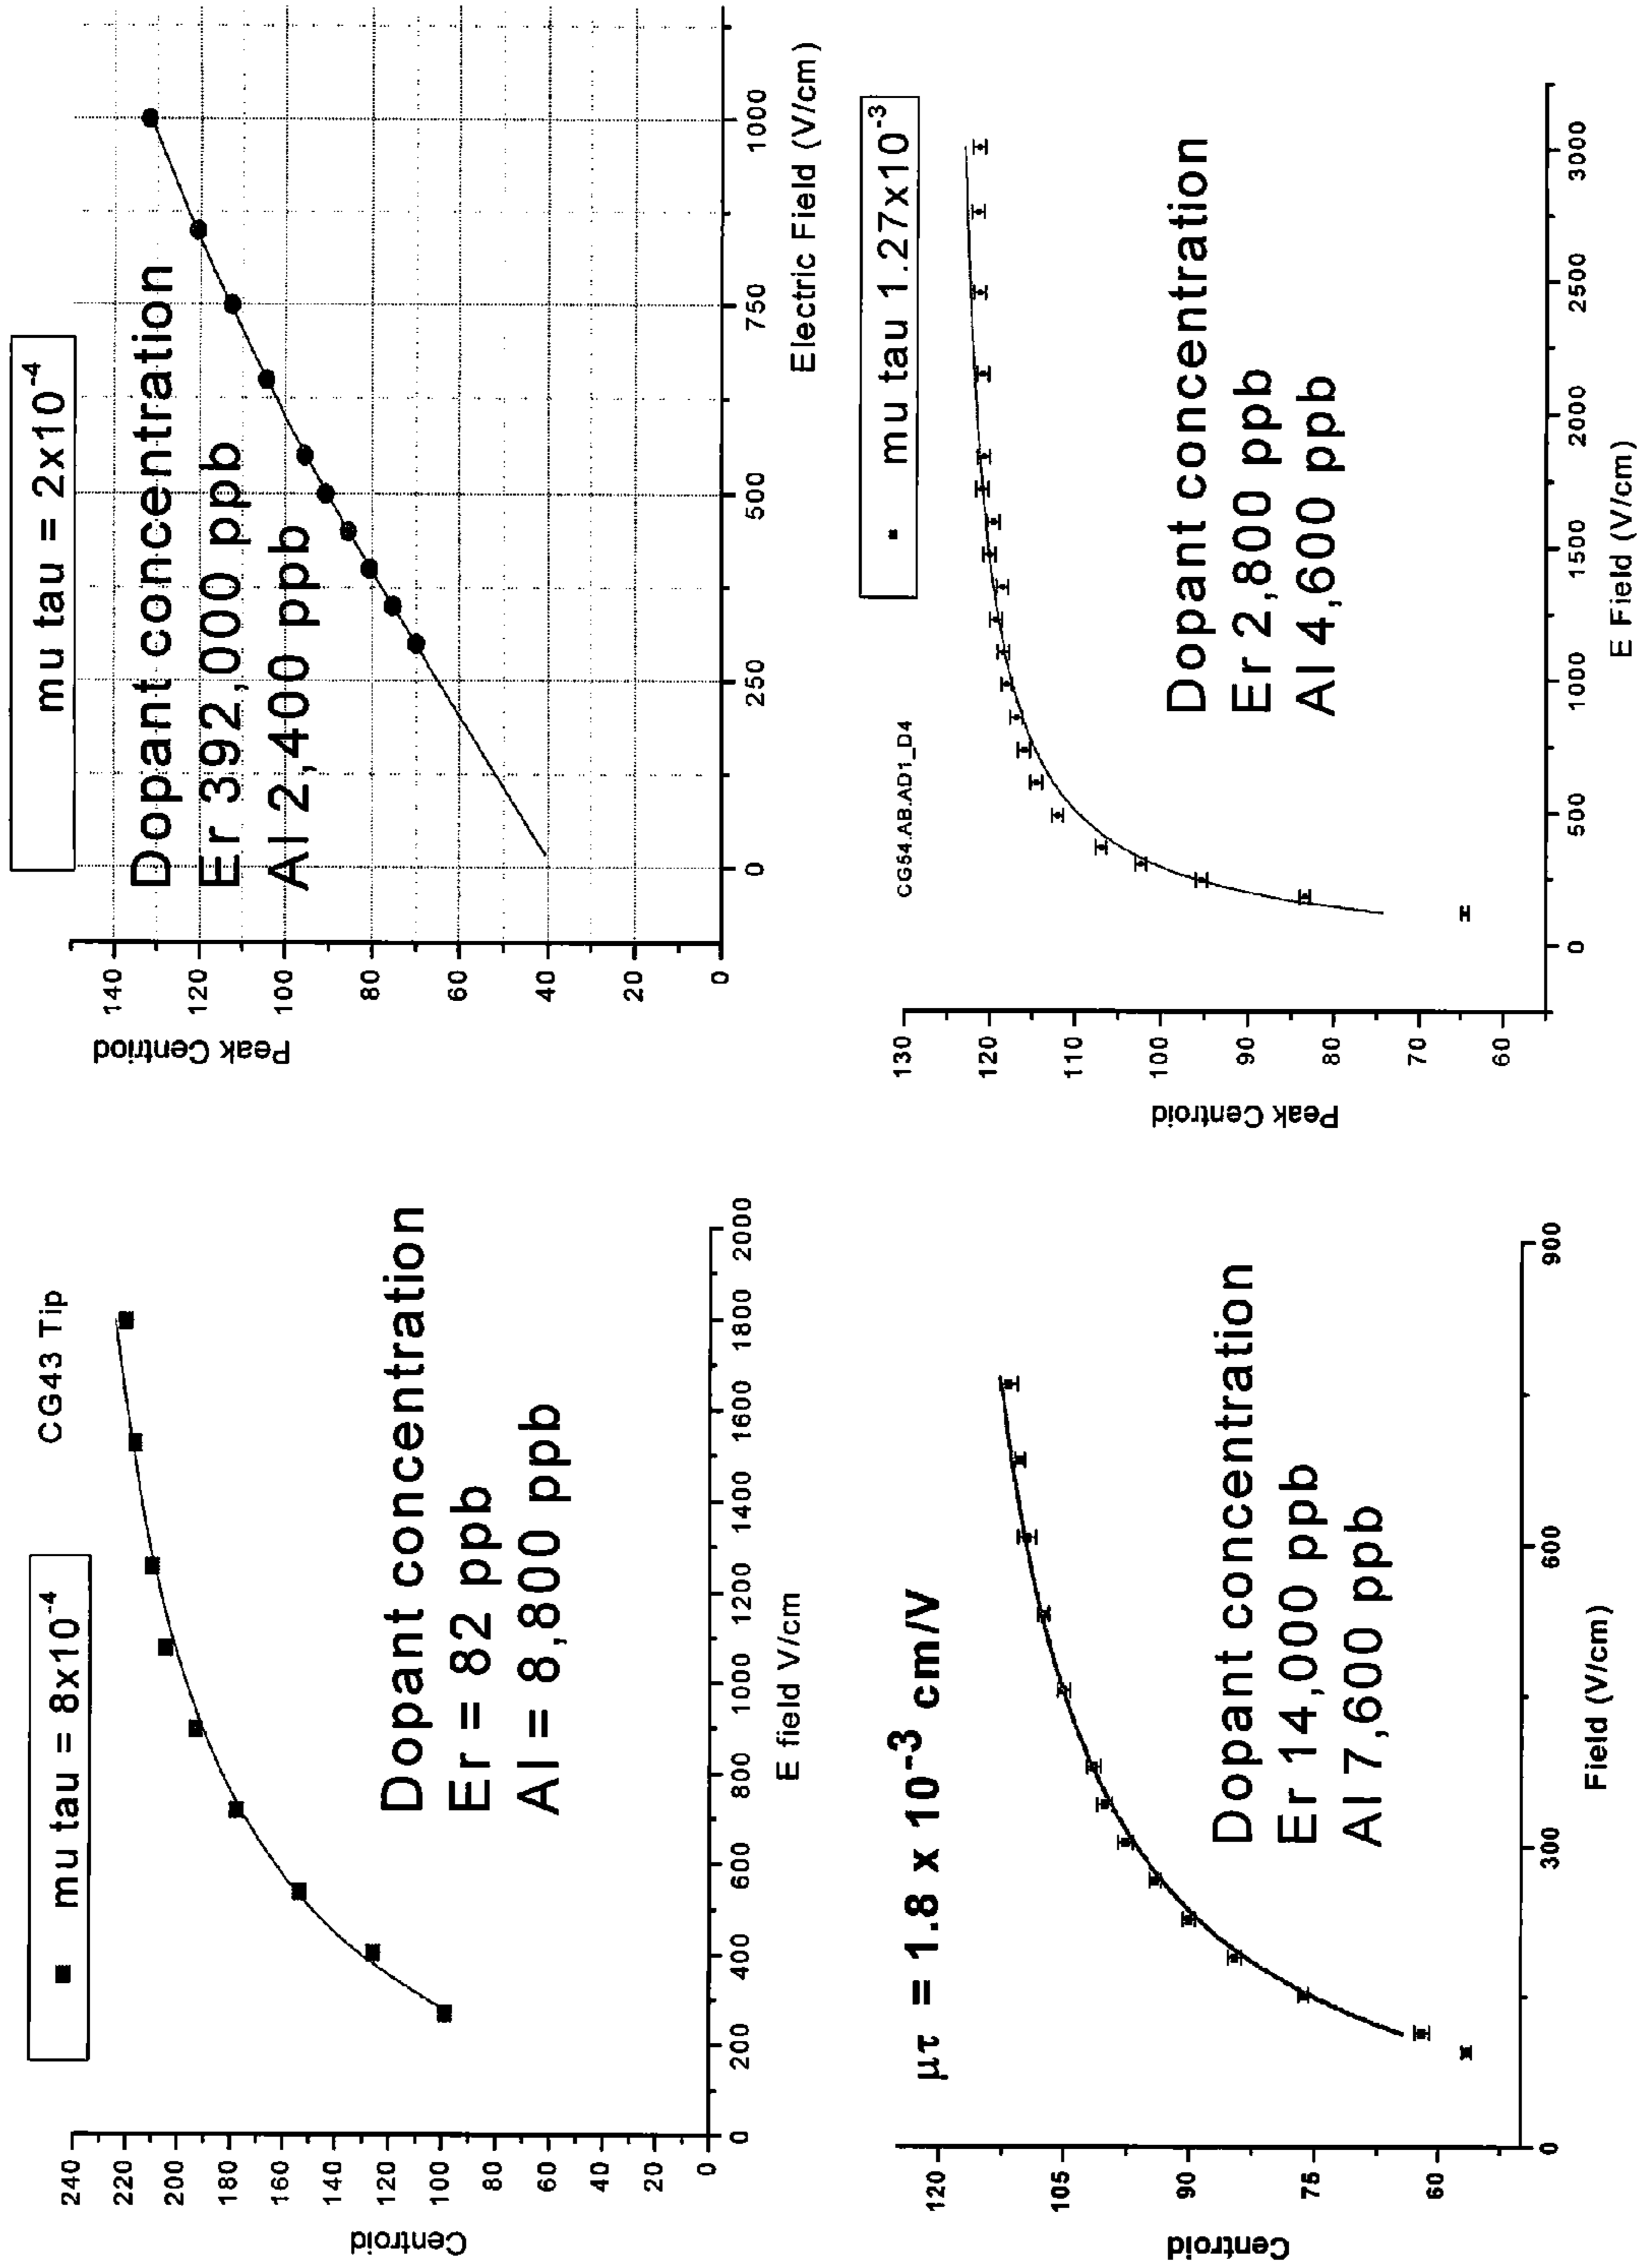 mu tau = 8x10⁻⁴
CG43 Tip
240
220
200
180
160
140
120
100
80
60
40
20
0
Centroid
Dopant concentration
Er = 82 ppb
Al = 8,800 ppb
0 200 400 600 800 1000 1200 1400 1600 1800 2000
E field V/cm
mu tau = 2x10⁻⁴
140
120
100
80
60
40
20
0
Peak Centriod
Dopant concentration
Er 392,000 ppb
Al 2,400 ppb
0 250 500 750 1000
Electric Field (V/cm)
μτ = 1.8 x 10⁻³ cm/V
120
105
90
75
60
Centroid
Dopant concentration
Er 14,000 ppb
Al 7,600 ppb
0 300 600 900
Field (V/cm)
mu tau 1.27x10⁻³
CG54.AB.AD1_D4
130
120
110
100
90
80
70
60
Peak Centroid
Dopant concentration
Er 2,800 ppb
Al 4,600 ppb
0 500 1000 1500 2000 2500 3000
E Field (V/cm)